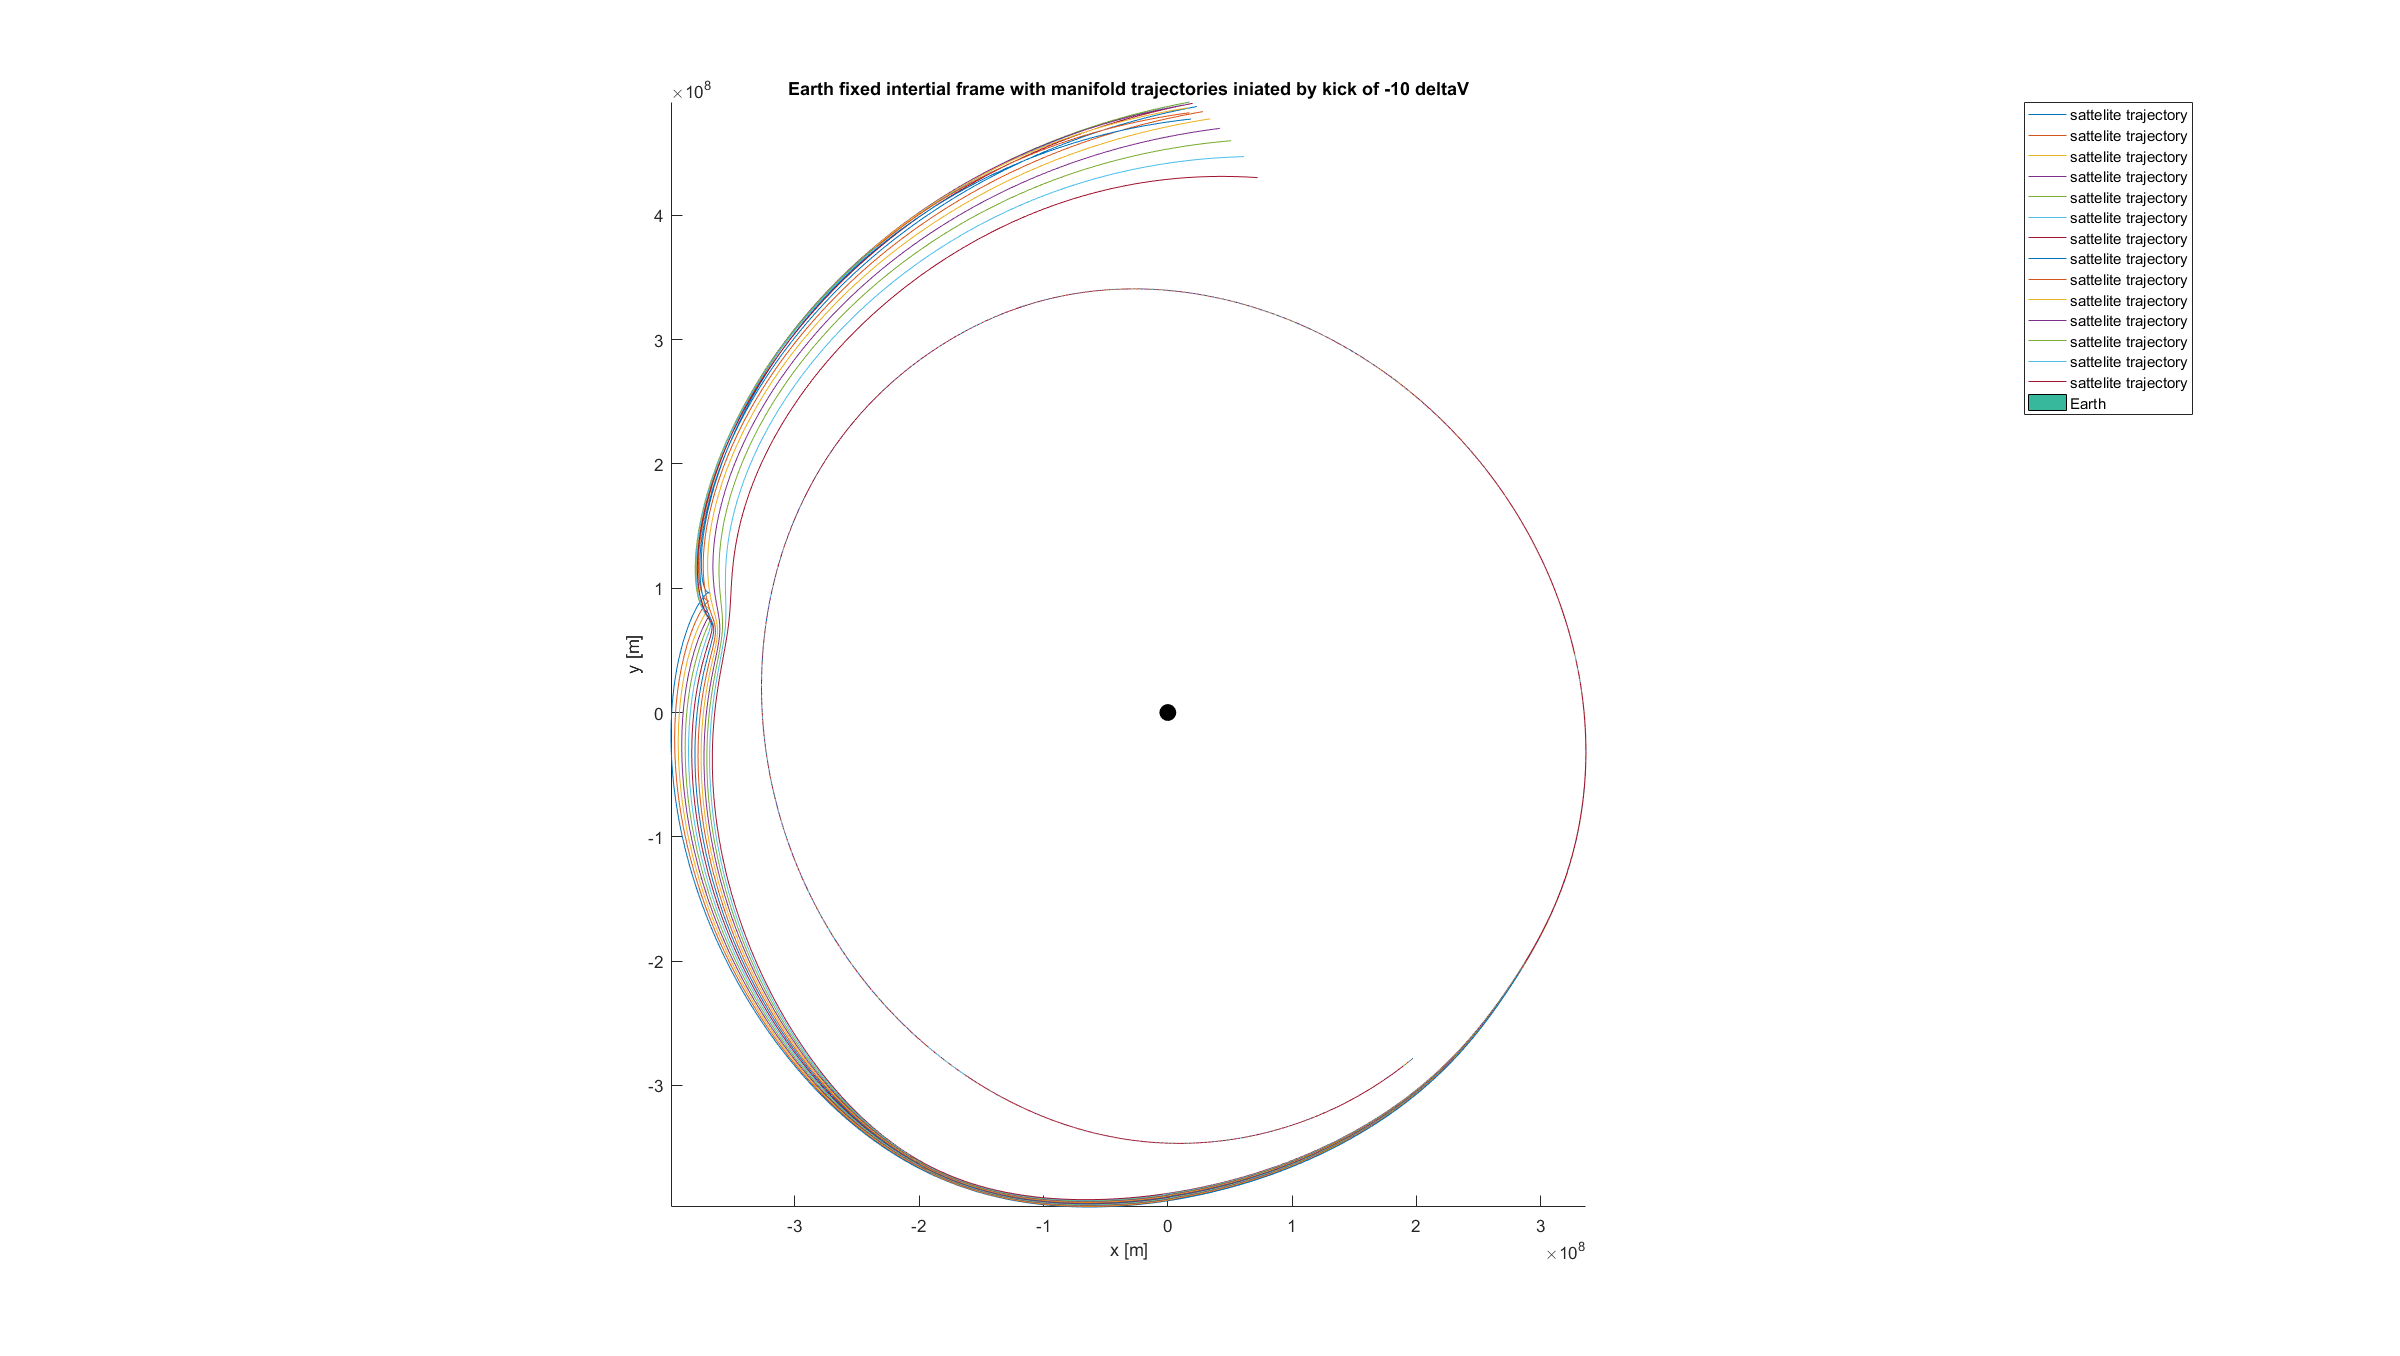 Earth fixed intertial frame with manifold trajectories iniated by kick of -10 deltaV
×10^8
4
3
2
1
0
-1
-2
-3
y [m]
-3 -2 -1 0 1 2 3
x [m]
×10^8
sattelite trajectory
sattelite trajectory
sattelite trajectory
sattelite trajectory
sattelite trajectory
sattelite trajectory
sattelite trajectory
sattelite trajectory
sattelite trajectory
sattelite trajectory
sattelite trajectory
sattelite trajectory
sattelite trajectory
sattelite trajectory
Earth